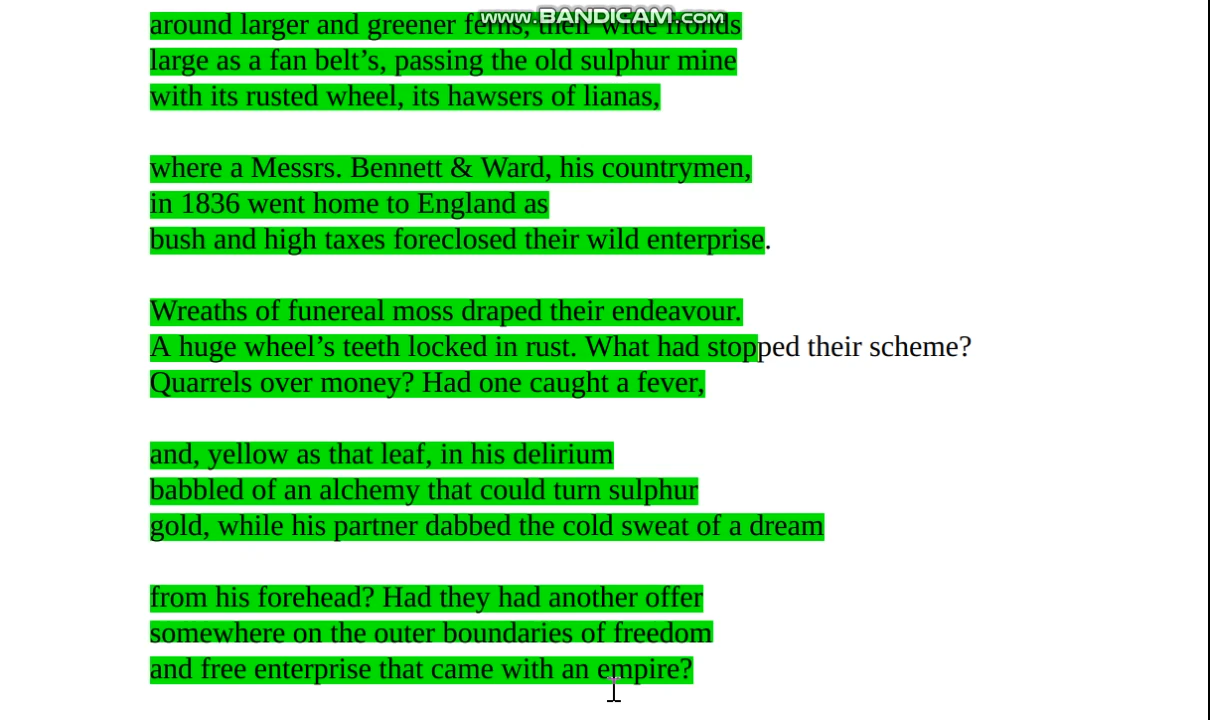 www.BANDICAM.com
around larger and greener ferns, their wide fronds
large as a fan belt’s, passing the old sulphur mine
with its rusted wheel, its hawsers of lianas,
where a Messrs. Bennett & Ward, his countrymen,
in 1836 went home to England as
bush and high taxes foreclosed their wild enterprise.
Wreaths of funereal moss draped their endeavour.
A huge wheel’s teeth locked in rust. What had stopped their scheme?
Quarrels over money? Had one caught a fever,
and, yellow as that leaf, in his delirium
babbled of an alchemy that could turn sulphur
gold, while his partner dabbed the cold sweat of a dream
from his forehead? Had they had another offer
somewhere on the outer boundaries of freedom
and free enterprise that came with an empire?